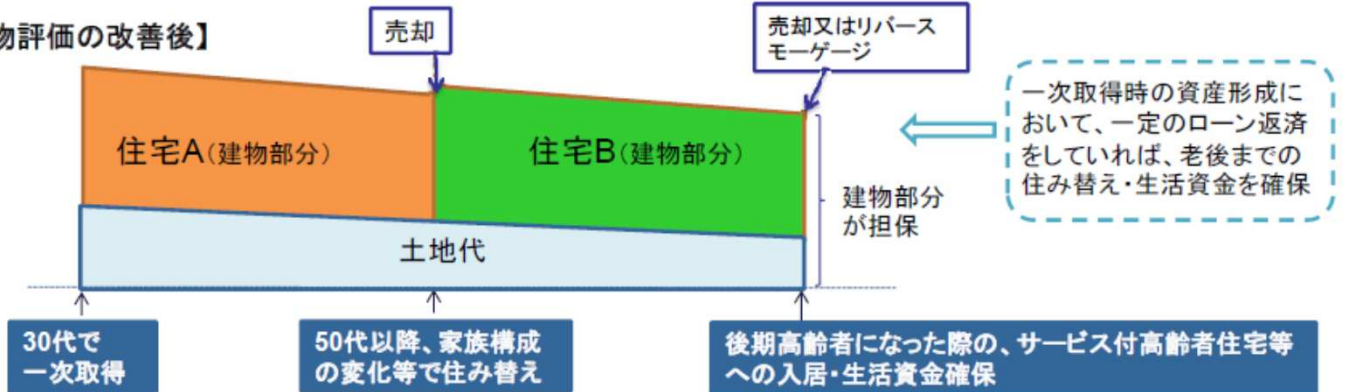 物評価の改善後】
売却
売却又はリバース
モーゲージ
一次取得時の資産形成に
おいて、一定のローン返済
をしていれば、老後までの
住み替え・生活資金を確保
住宅A(建物部分)
住宅B(建物部分)
建物部分
が担保
土地代
30代で
一次取得
50代以降、家族構成
の変化等で住み替え
後期高齢者になった際の、サービス付高齢者住宅等
への入居・生活資金確保